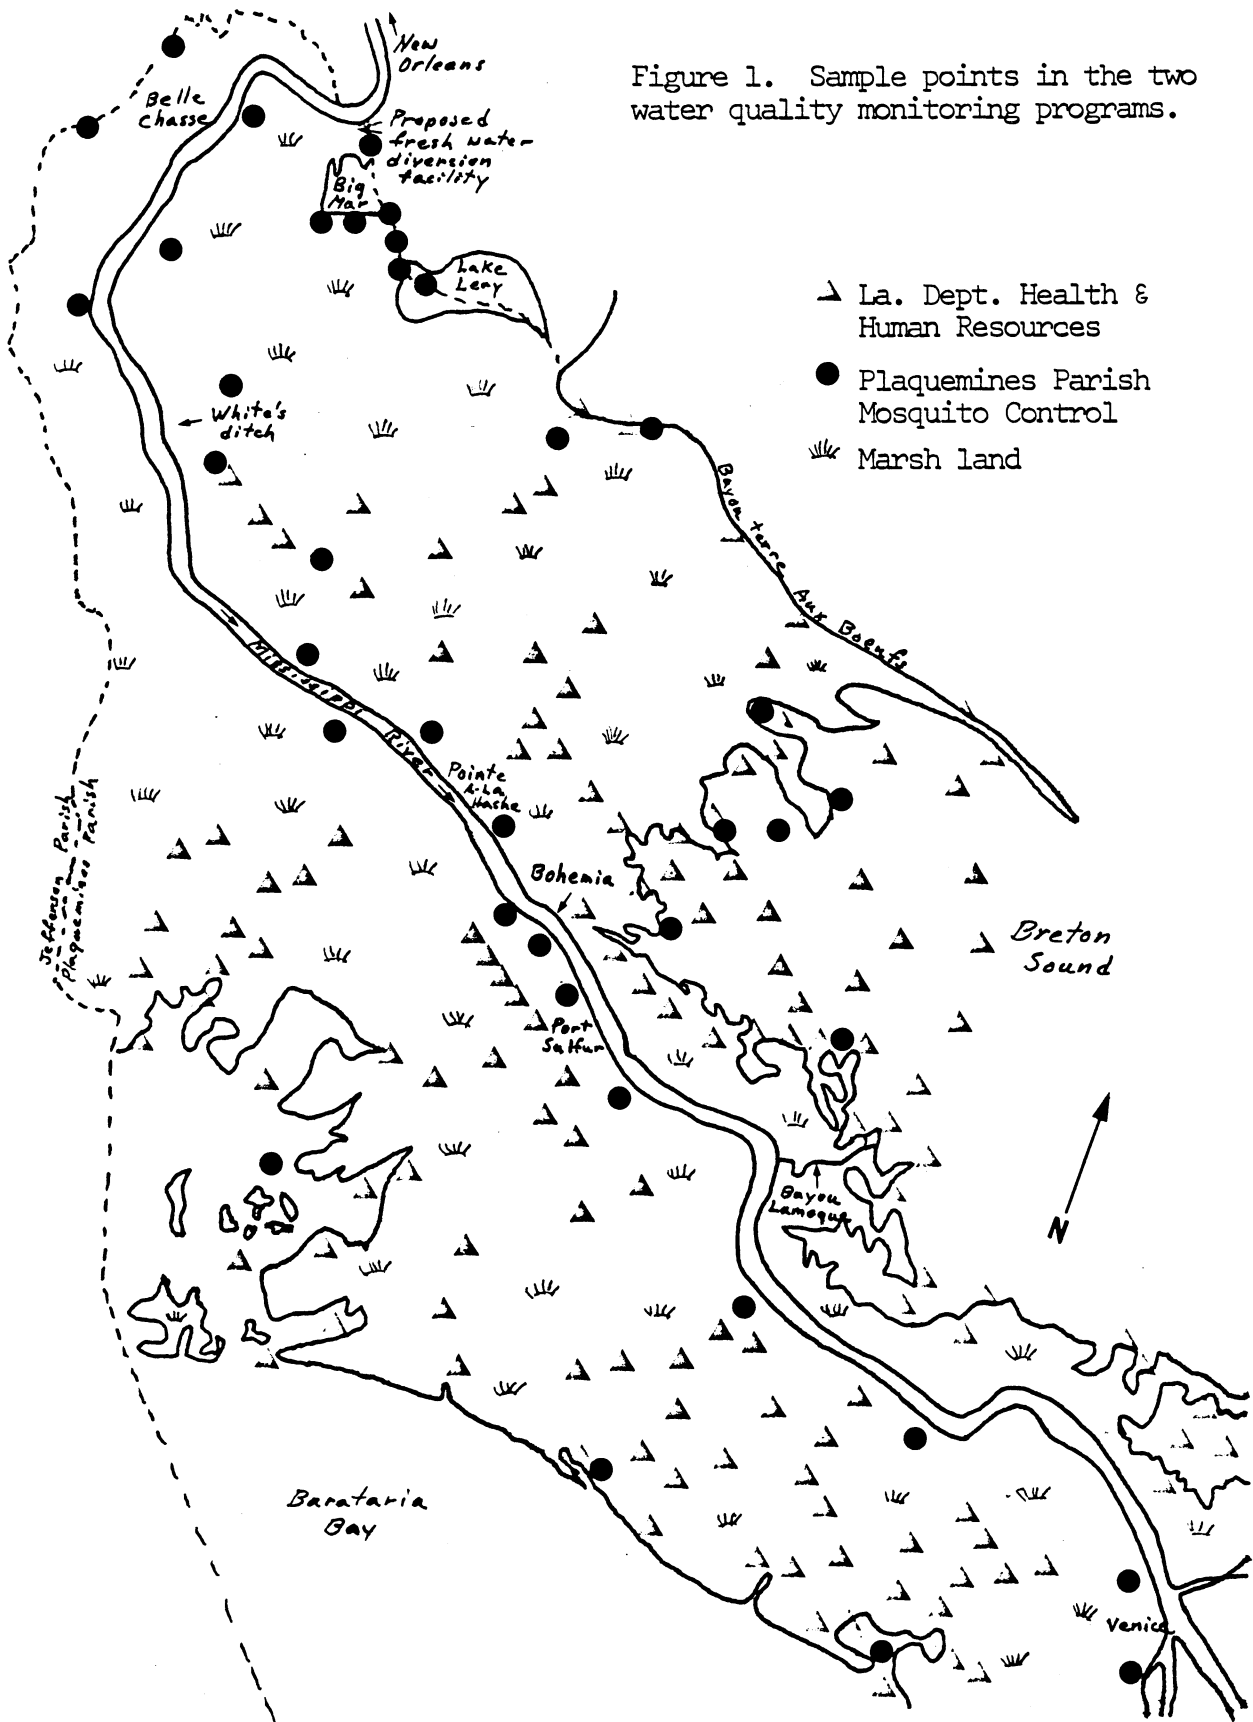 New
Orleans
Figure 1. Sample points in the two
water quality monitoring programs.
Belle
Chasse
Proposed
fresh water
diversion
facility
Big
Mar
Lake
Lery
La. Dept. Health &
Human Resources
Plaquemines Parish
Mosquito Control
Marsh land
White's
ditch
Bayou terre Aux Boeufs
Mississippi River
Pointe
A-La
Hache
Jefferson Parish
Plaquemines Parish
Bohemia
Breton
Sound
Port
Sulfur
N
Bayou
Lamoque
Barataria
Bay
Venice